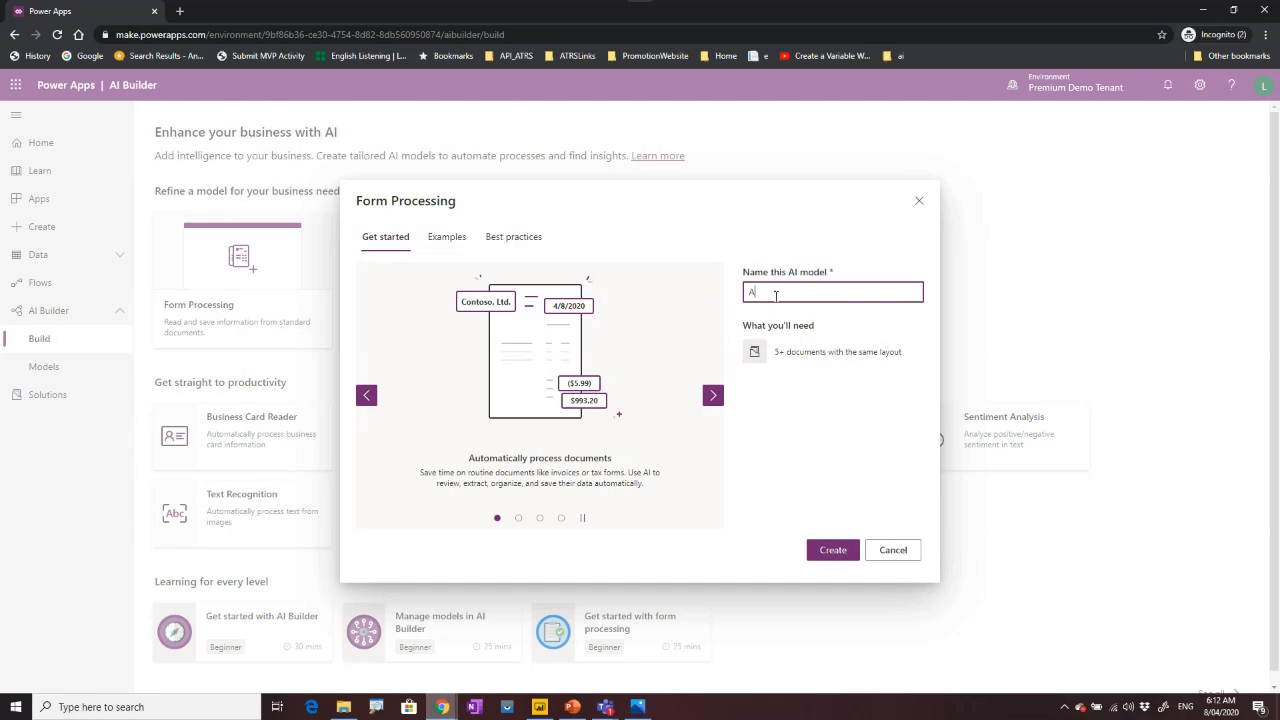 Power Apps
make.powerapps.com/environment/9bf86b36-ce30-4754-8d82-8db560950874/aibuilder/build
Incognito (2)
History
Google
Search Results - An...
Submit MVP Activity
English Listening | L...
Bookmarks
API_ATRS
ATRSLinks
PromotionWebsite
Home
e
Create a Variable W...
ai
Other bookmarks
Power Apps | AI Builder
Environment
Premium Demo Tenant
L
Home
Learn
Apps
Create
Data
Flows
AI Builder
Build
Models
Solutions
Enhance your business with AI
Add intelligence to your business. Create tailored AI models to automate processes and find insights. Learn more
Refine a model for your business need
Form Processing
Read and save information from standard
documents.
Get straight to productivity
Business Card Reader
Automatically process business
card information
Abc
Text Recognition
Automatically process text from
images
Sentiment Analysis
Analyze positive/negative
sentiment in text
Form Processing
Get started
Examples
Best practices
Contoso, Ltd.
4/8/2020
($5.99)
$993.20
Automatically process documents
Save time on routine documents like invoices or tax forms. Use AI to
review, extract, organize, and save their data automatically.
Name this AI model *
A
What you'll need
5+ documents with the same layout
Create
Cancel
Learning for every level
Get started with AI Builder
Beginner
30 mins
Manage models in AI
Builder
Beginner
25 mins
Get started with form
processing
Beginner
25 mins
See all
Type here to search
ENG
6:12 AM
8/04/2020